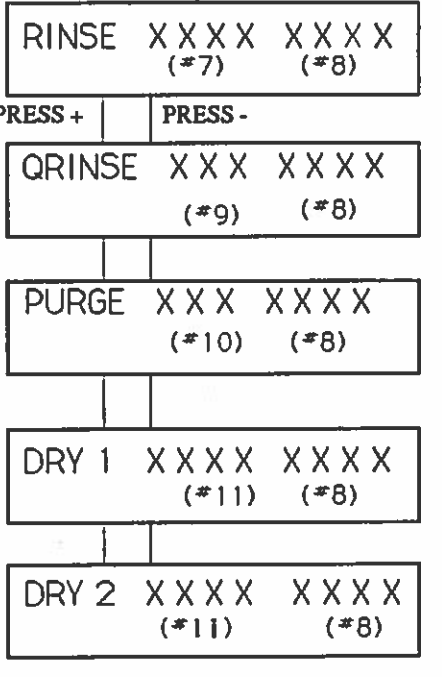 RINSE XXXX XXXX
(#7) (#8)
PRESS + PRESS -
QRINSE XXX XXXX
(#9) (#8)
PURGE XXX XXXX
(#10) (#8)
DRY 1 XXXX XXXX
(#11) (#8)
DRY 2 XXXX XXXX
(#11) (#8)